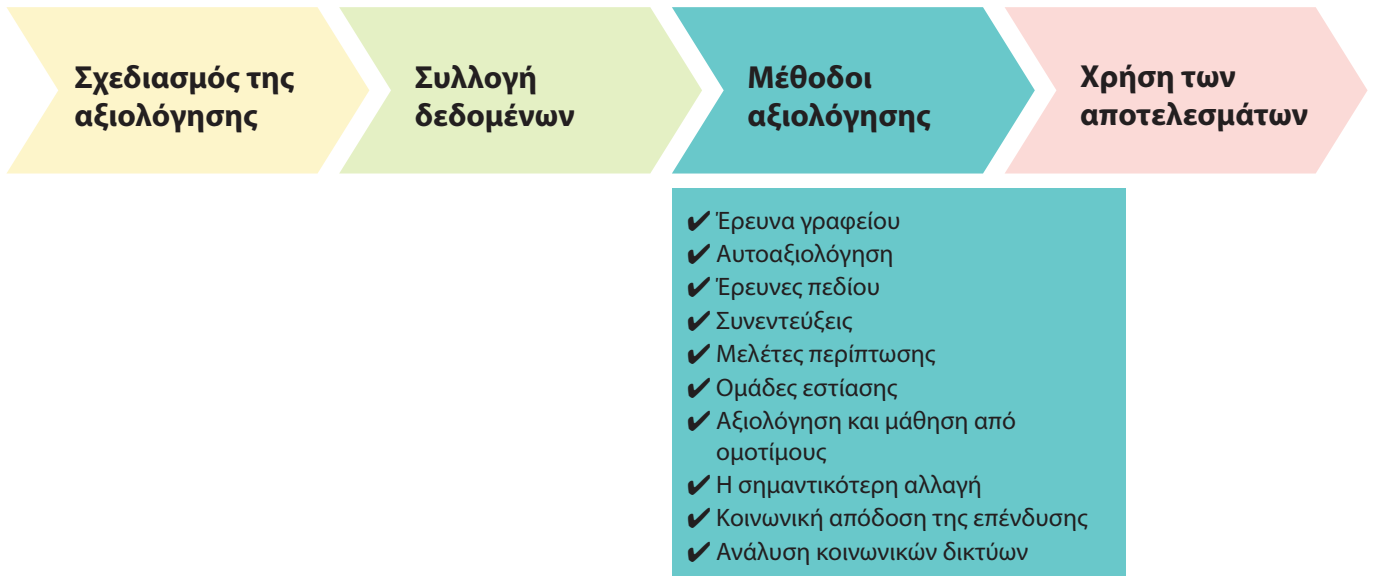 Σχεδιασμός της
αξιολόγησης
Συλλογή
δεδομένων
Μέθοδοι
αξιολόγησης
Χρήση των
αποτελεσμάτων
✔ Έρευνα γραφείου
✔ Αυτοαξιολόγηση
✔ Έρευνες πεδίου
✔ Συνεντεύξεις
✔ Μελέτες περίπτωσης
✔ Ομάδες εστίασης
✔ Αξιολόγηση και μάθηση από
ομοτίμους
✔ Η σημαντικότερη αλλαγή
✔ Κοινωνική απόδοση της επένδυσης
✔ Ανάλυση κοινωνικών δικτύων